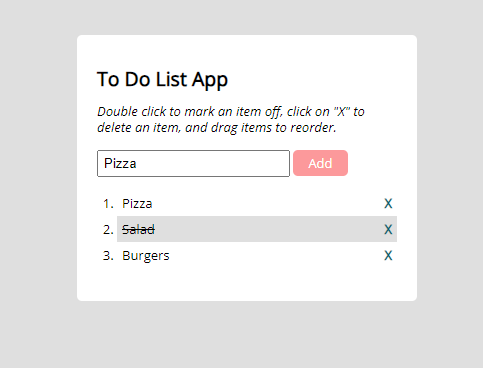 To Do List App
Double click to mark an item off, click on "X" to
delete an item, and drag items to reorder.
Pizza Add
1. Pizza X
2. Salad X
3. Burgers X